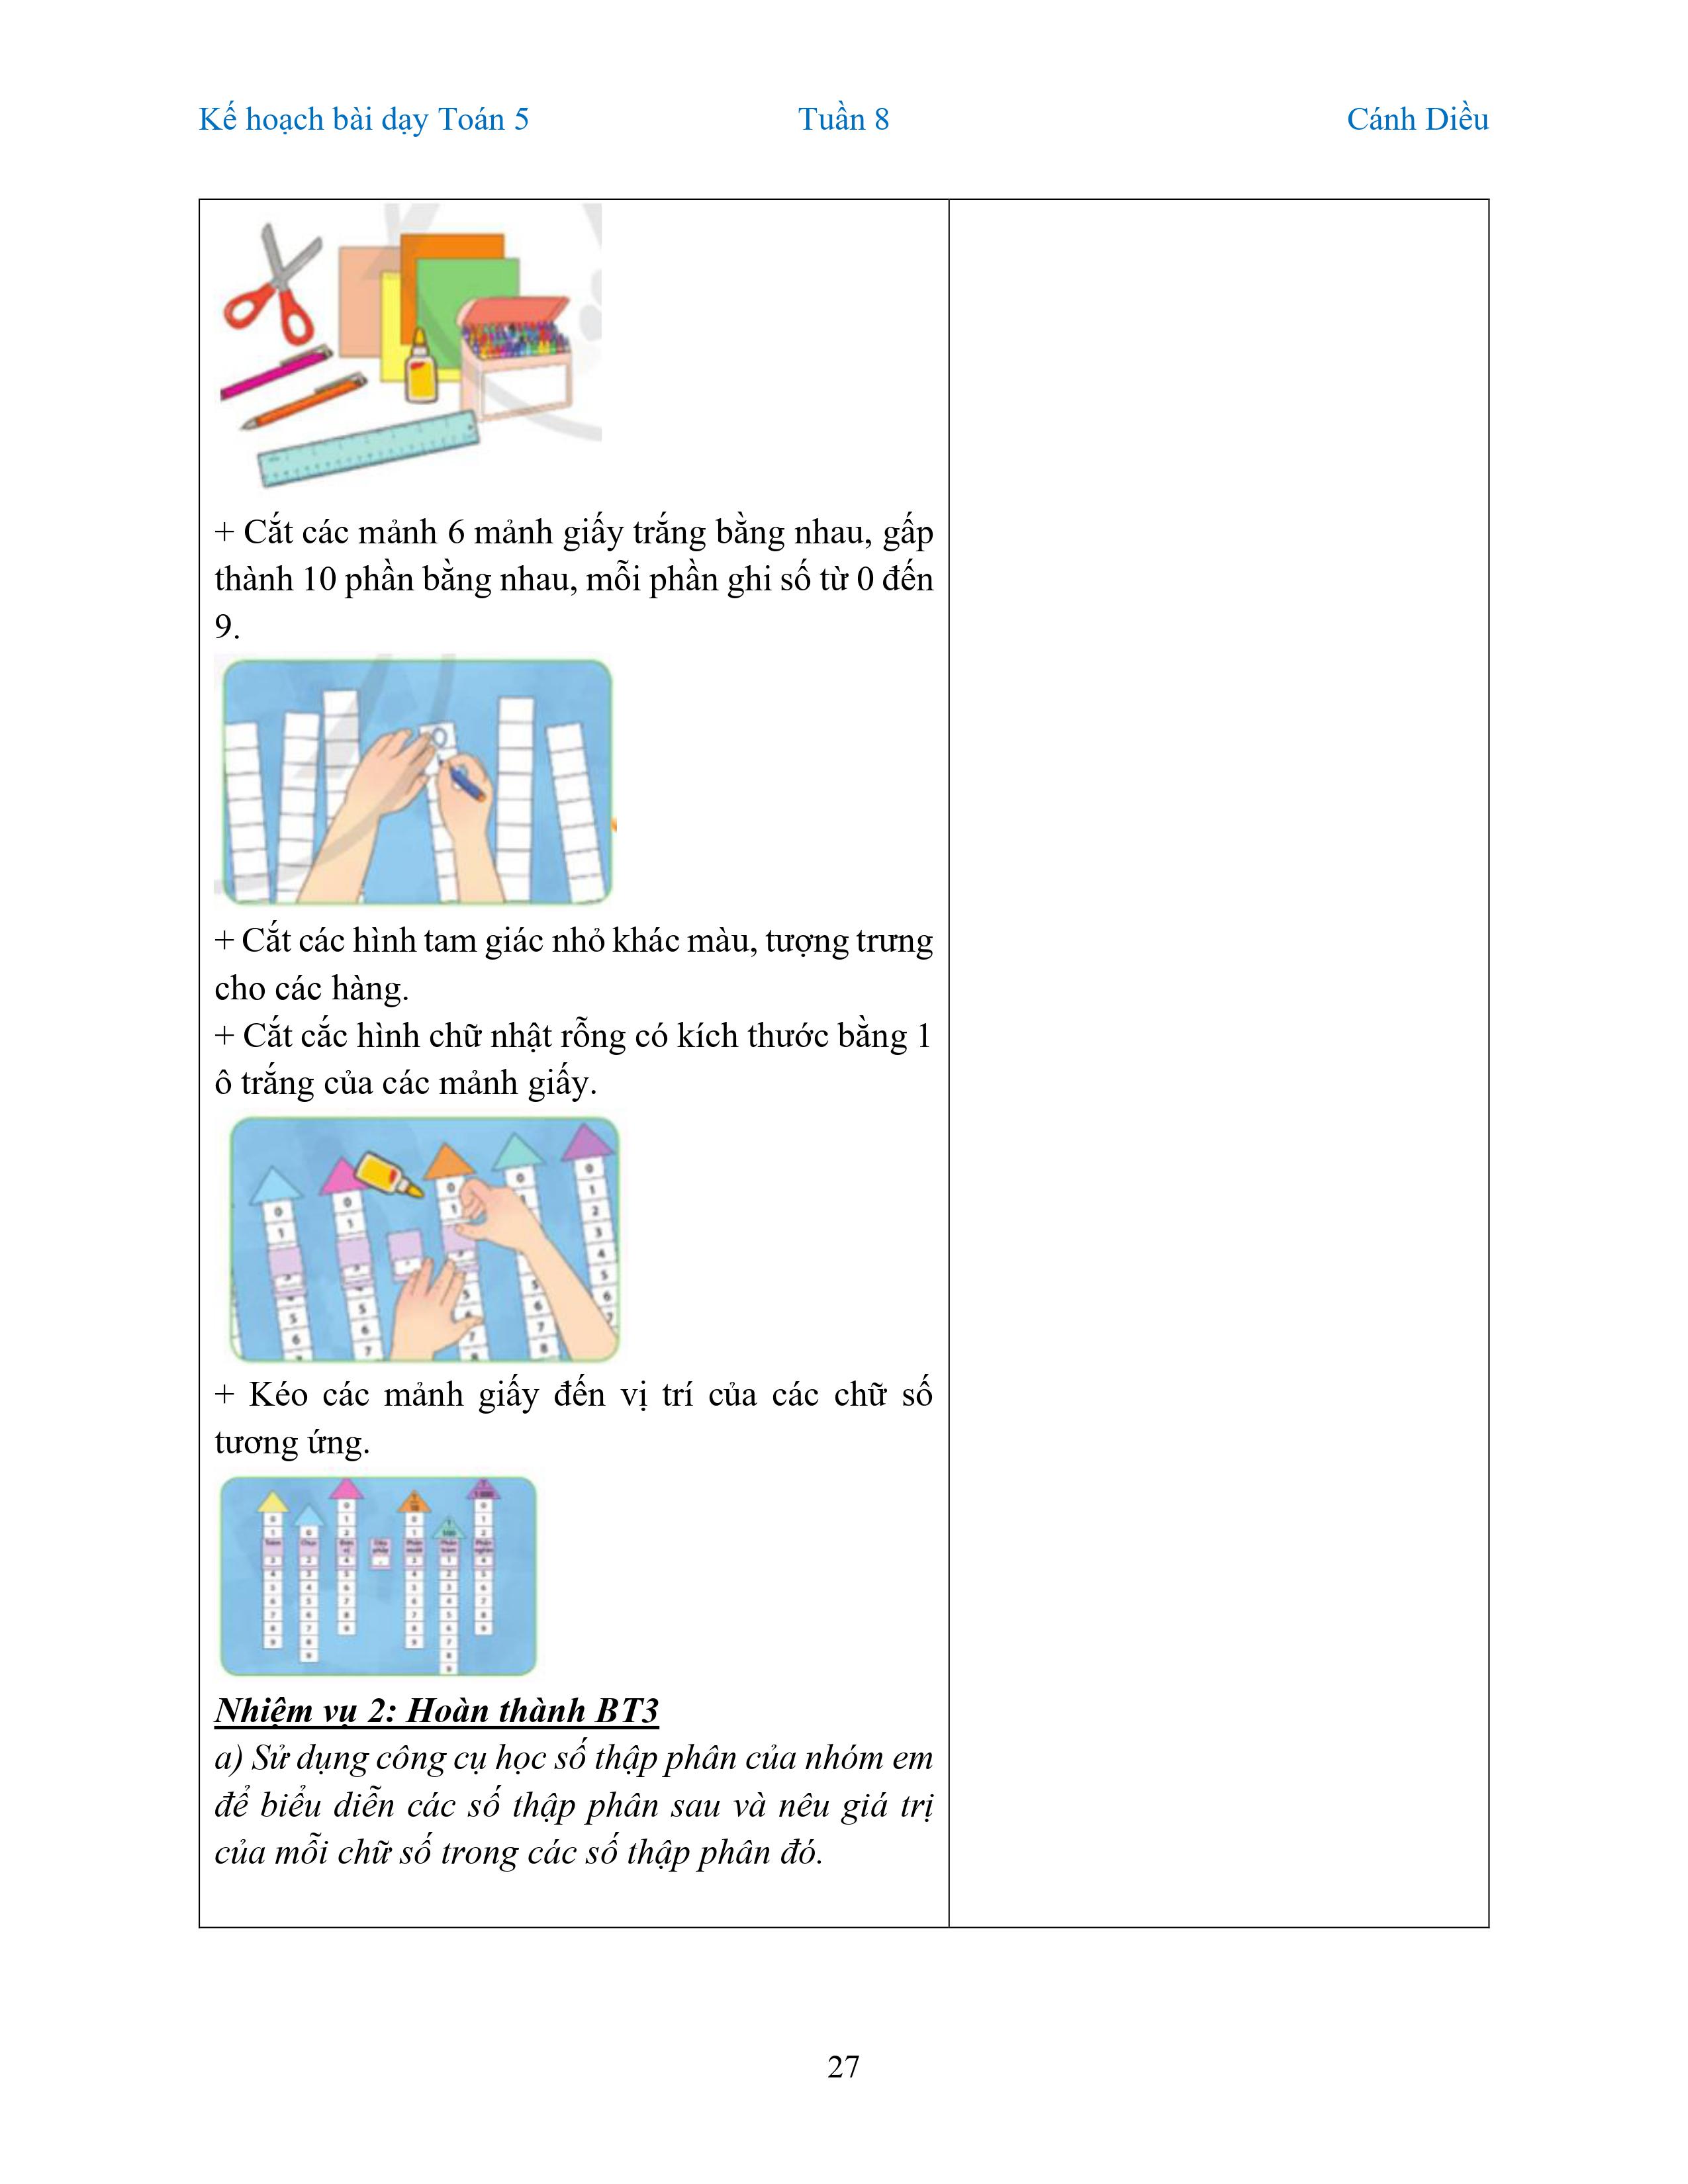 Kế hoạch bài dạy Toán 5 Tuần 8 Cánh Diều
+ Cắt các mảnh 6 mảnh giấy trắng bằng nhau, gấp
thành 10 phần bằng nhau, mỗi phần ghi số từ 0 đến
9.
+ Cắt các hình tam giác nhỏ khác màu, tượng trưng
cho các hàng.
+ Cắt cắc hình chữ nhật rỗng có kích thước bằng 1
ô trắng của các mảnh giấy.
+ Kéo các mảnh giấy đến vị trí của các chữ số
tương ứng.
Nhiệm vụ 2: Hoàn thành BT3
a) Sử dụng công cụ học số thập phân của nhóm em
để biểu diễn các số thập phân sau và nêu giá trị
của mỗi chữ số trong các số thập phân đó.
27